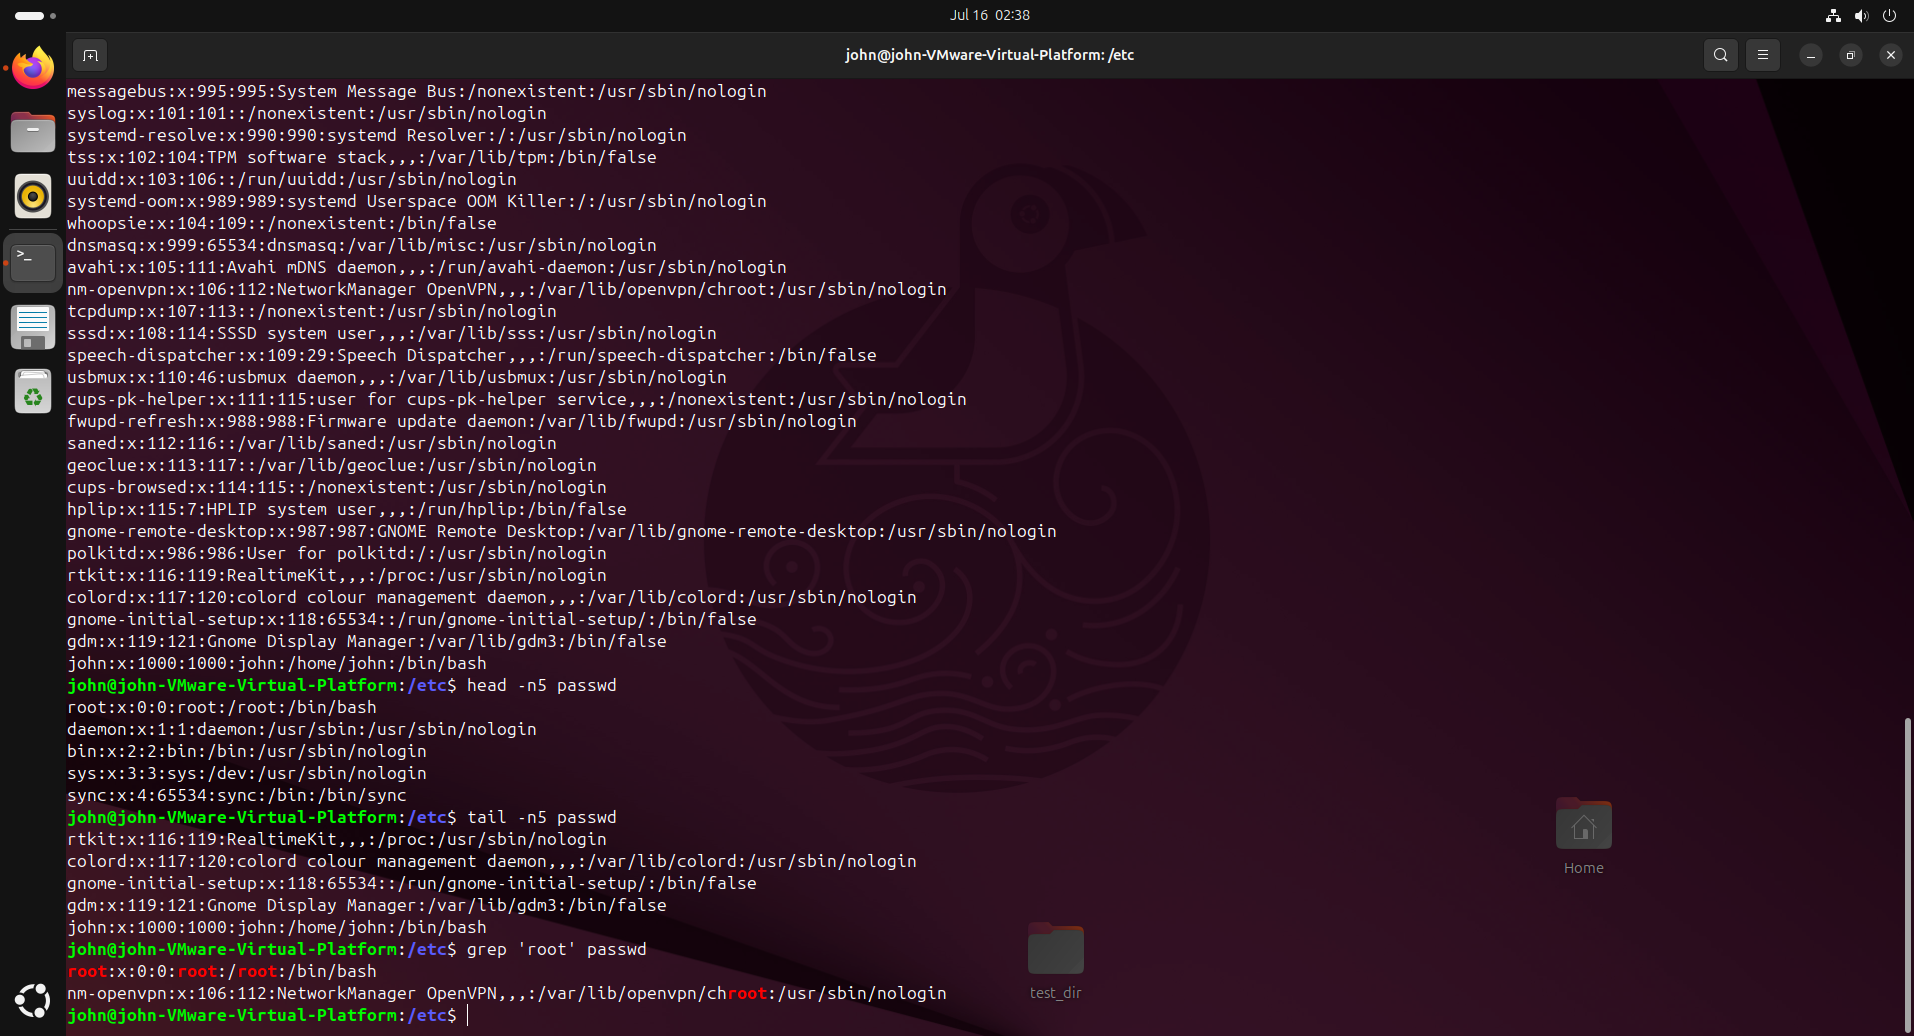 Jul 16 02:38
john@john-VMware-Virtual-Platform: /etc
messagebus:x:995:995:System Message Bus:/nonexistent:/usr/sbin/nologin
syslog:x:101:101::/nonexistent:/usr/sbin/nologin
systemd-resolve:x:990:990:systemd Resolver:/:/usr/sbin/nologin
tss:x:102:104:TPM software stack,,,:/var/lib/tpm:/bin/false
uuidd:x:103:106::/run/uuidd:/usr/sbin/nologin
systemd-oom:x:989:989:systemd Userspace OOM Killer:/:/usr/sbin/nologin
whoopsie:x:104:109::/nonexistent:/bin/false
dnsmasq:x:999:65534:dnsmasq:/var/lib/misc:/usr/sbin/nologin
avahi:x:105:111:Avahi mDNS daemon,,,:/run/avahi-daemon:/usr/sbin/nologin
nm-openvpn:x:106:112:NetworkManager OpenVPN,,,:/var/lib/openvpn/chroot:/usr/sbin/nologin
tcpdump:x:107:113::/nonexistent:/usr/sbin/nologin
sssd:x:108:114:SSSD system user,,,:/var/lib/sss:/usr/sbin/nologin
speech-dispatcher:x:109:29:Speech Dispatcher,,,:/run/speech-dispatcher:/bin/false
usbmux:x:110:46:usbmux daemon,,,:/var/lib/usbmux:/usr/sbin/nologin
cups-pk-helper:x:111:115:user for cups-pk-helper service,,,:/nonexistent:/usr/sbin/nologin
fwupd-refresh:x:988:988:Firmware update daemon:/var/lib/fwupd:/usr/sbin/nologin
saned:x:112:116::/var/lib/saned:/usr/sbin/nologin
geoclue:x:113:117::/var/lib/geoclue:/usr/sbin/nologin
cups-browsed:x:114:115::/nonexistent:/usr/sbin/nologin
hplip:x:115:7:HPLIP system user,,,:/run/hplip:/bin/false
gnome-remote-desktop:x:987:987:GNOME Remote Desktop:/var/lib/gnome-remote-desktop:/usr/sbin/nologin
polkitd:x:986:986:User for polkitd:/:/usr/sbin/nologin
rtkit:x:116:119:RealtimeKit,,,:/proc:/usr/sbin/nologin
colord:x:117:120:colord colour management daemon,,,:/var/lib/colord:/usr/sbin/nologin
gnome-initial-setup:x:118:65534::/run/gnome-initial-setup/:/bin/false
gdm:x:119:121:Gnome Display Manager:/var/lib/gdm3:/bin/false
john:x:1000:1000:john:/home/john:/bin/bash
john@john-VMware-Virtual-Platform:/etc$ head -n5 passwd
root:x:0:0:root:/root:/bin/bash
daemon:x:1:1:daemon:/usr/sbin:/usr/sbin/nologin
bin:x:2:2:bin:/bin:/usr/sbin/nologin
sys:x:3:3:sys:/dev:/usr/sbin/nologin
sync:x:4:65534:sync:/bin:/bin/sync
john@john-VMware-Virtual-Platform:/etc$ tail -n5 passwd
rtkit:x:116:119:RealtimeKit,,,:/proc:/usr/sbin/nologin
colord:x:117:120:colord colour management daemon,,,:/var/lib/colord:/usr/sbin/nologin
gnome-initial-setup:x:118:65534::/run/gnome-initial-setup/:/bin/false
gdm:x:119:121:Gnome Display Manager:/var/lib/gdm3:/bin/false
john:x:1000:1000:john:/home/john:/bin/bash
john@john-VMware-Virtual-Platform:/etc$ grep 'root' passwd
root:x:0:0:root:/root:/bin/bash
nm-openvpn:x:106:112:NetworkManager OpenVPN,,,:/var/lib/openvpn/chroot:/usr/sbin/nologin
john@john-VMware-Virtual-Platform:/etc$
Home
test_dir